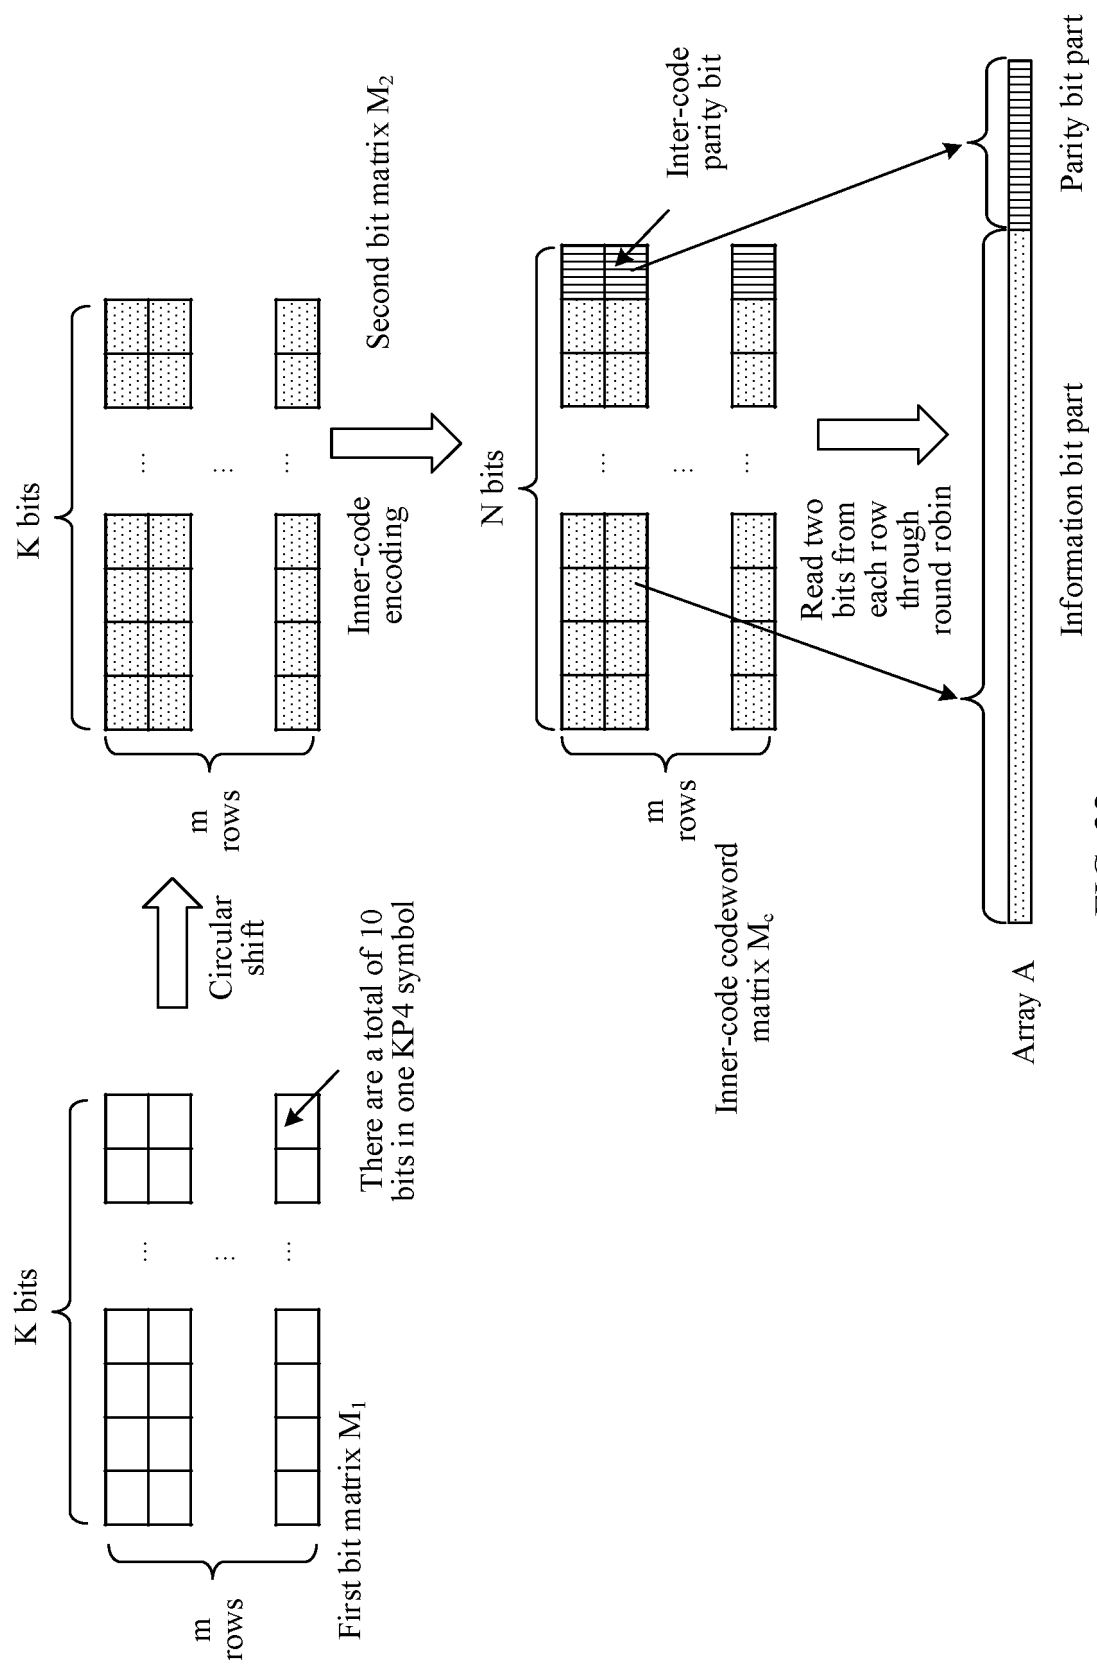 K bits
m
rows
First bit matrix M₁
There are a total of 10
bits in one KP4 symbol
Circular
shift
K bits
m
rows
Second bit matrix M₂
Inner-code
encoding
N bits
m
rows
Inner-code codeword
matrix M_c
Inter-code
parity bit
Read two
bits from
each row
through
round robin
Array A
Information bit part
Parity bit part